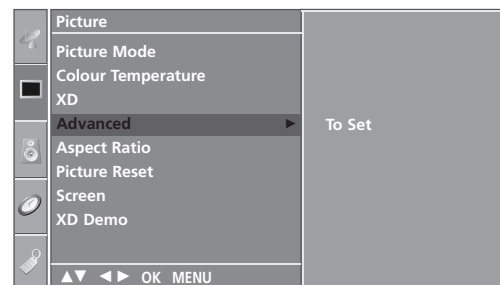 Picture
Picture Mode
Colour Temperature
XD
Advanced ▶ To Set
Aspect Ratio
Picture Reset
Screen
XD Demo
▲▼ ◀▶ OK MENU